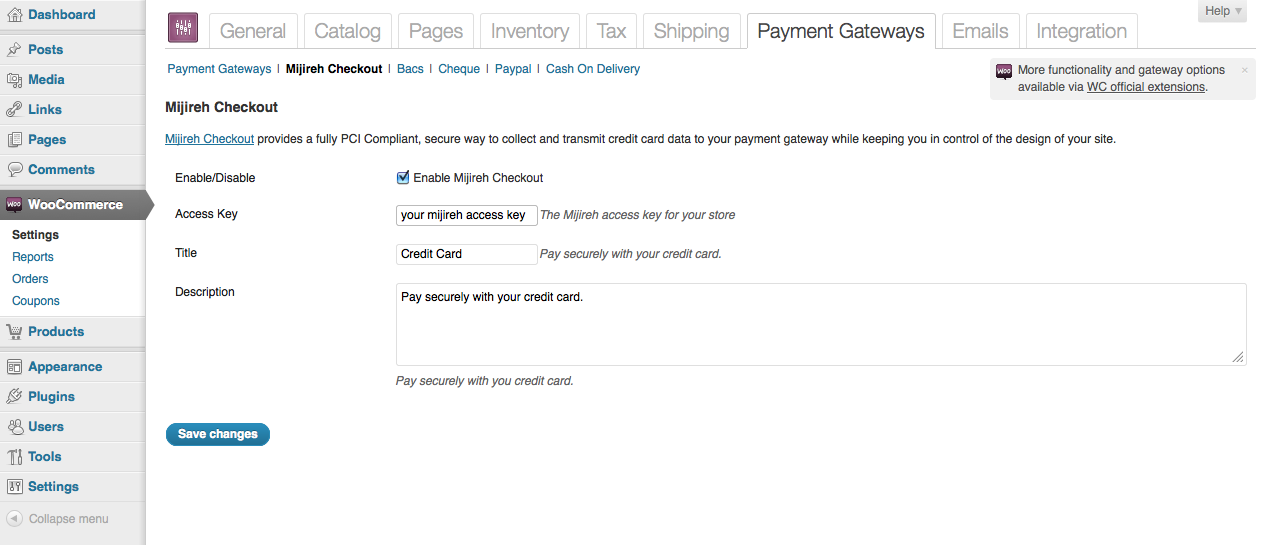 Dashboard
Posts
Media
Links
Pages
Comments
WOO WooCommerce
Settings
Reports
Orders
Coupons
Products
Appearance
Plugins
Users
Tools
Settings
Collapse menu
Help
General Catalog Pages Inventory Tax Shipping Payment Gateways Emails Integration
Payment Gateways | Mijireh Checkout | Bacs | Cheque | Paypal | Cash On Delivery
WOO More functionality and gateway options ×
available via WC official extensions.
Mijireh Checkout
Mijireh Checkout provides a fully PCI Compliant, secure way to collect and transmit credit card data to your payment gateway while keeping you in control of the design of your site.
Enable/Disable Enable Mijireh Checkout
Access Key your mijireh access key The Mijireh access key for your store
Title Credit Card Pay securely with your credit card.
Description Pay securely with your credit card.
Pay securely with you credit card.
Save changes